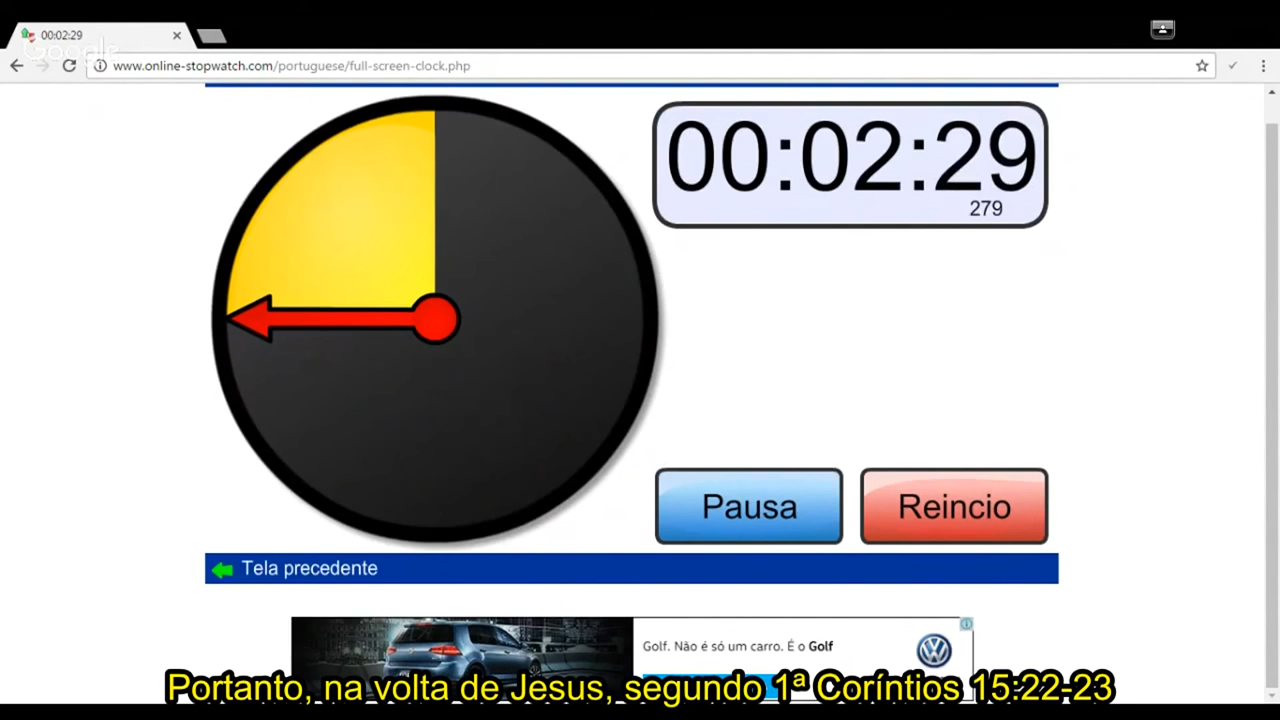 00:02:29
Google
www.online-stopwatch.com/portuguese/full-screen-clock.php
00:02:29
279
Pausa
Reincio
Tela precedente
Golf. Não é só um carro. É o Golf
Portanto, na volta de Jesus, segundo 1ª Coríntios 15:22-23